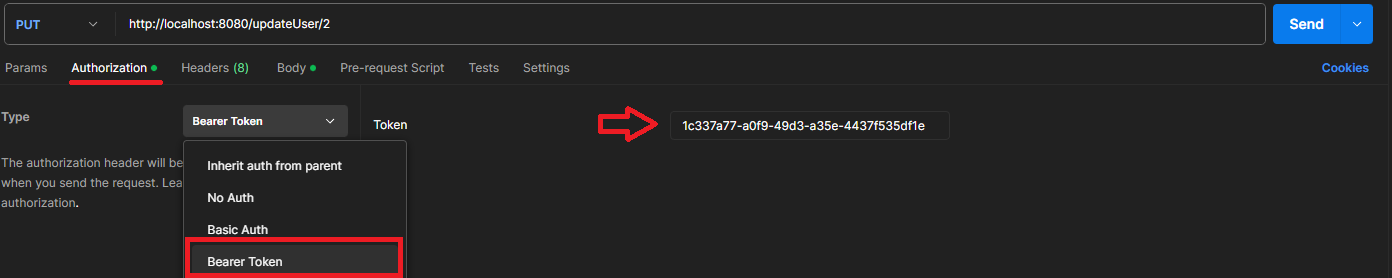 PUT http://localhost:8080/updateUser/2 Send
Params Authorization Headers (8) Body Pre-request Script Tests Settings Cookies
Type Bearer Token Token 1c337a77-a0f9-49d3-a35e-4437f535df1e
The authorization header will be
when you send the request. Lea
authorization.
Inherit auth from parent
No Auth
Basic Auth
Bearer Token